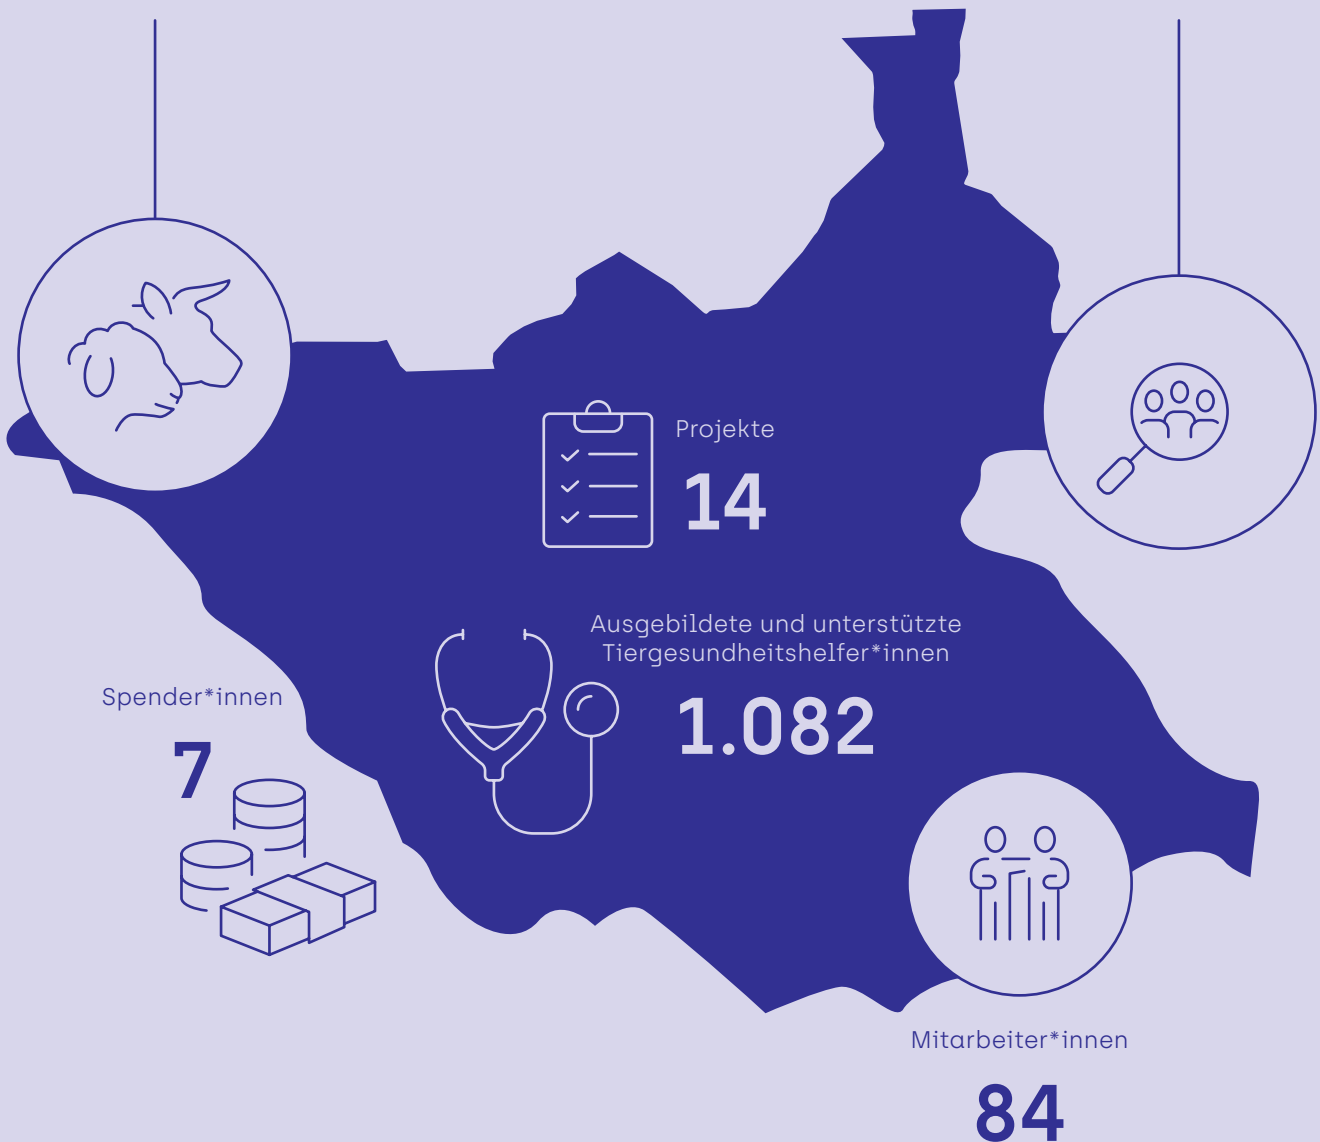 Projekte
14
Ausgebildete und unterstützte
Tiergesundheitshelfer*innen
1.082
Spender*innen
7
Mitarbeiter*innen
84